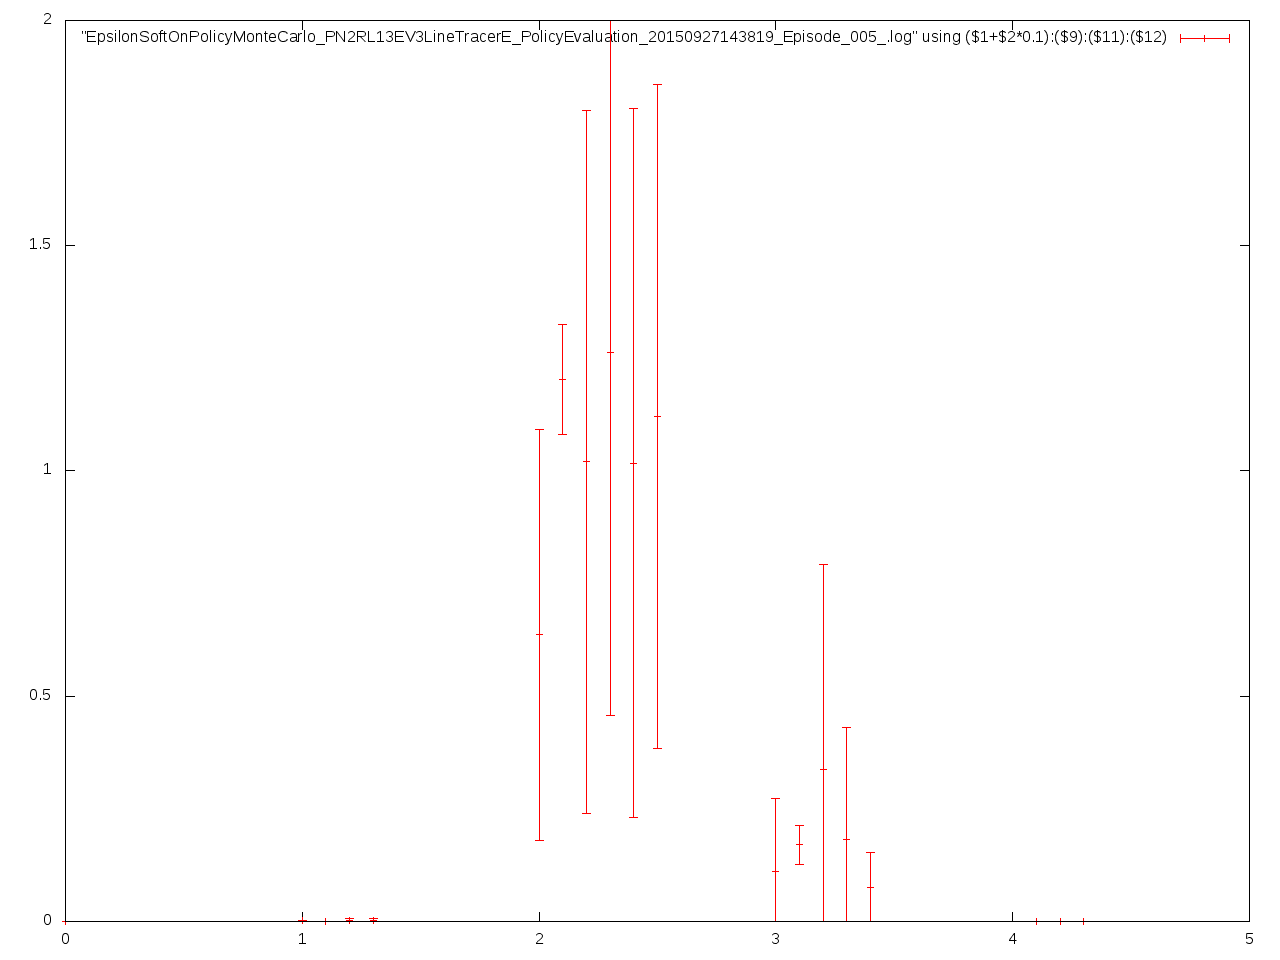 2
"EpsilonSoftOnPolicyMonteCarlo_PN2RL13EV3LineTracerE_PolicyEvaluation_20150927143819_Episode_005_.log" using ($1+$2*0.1):($9):($11):($12)
1.5
1
0.5
0
0 1 2 3 4 5